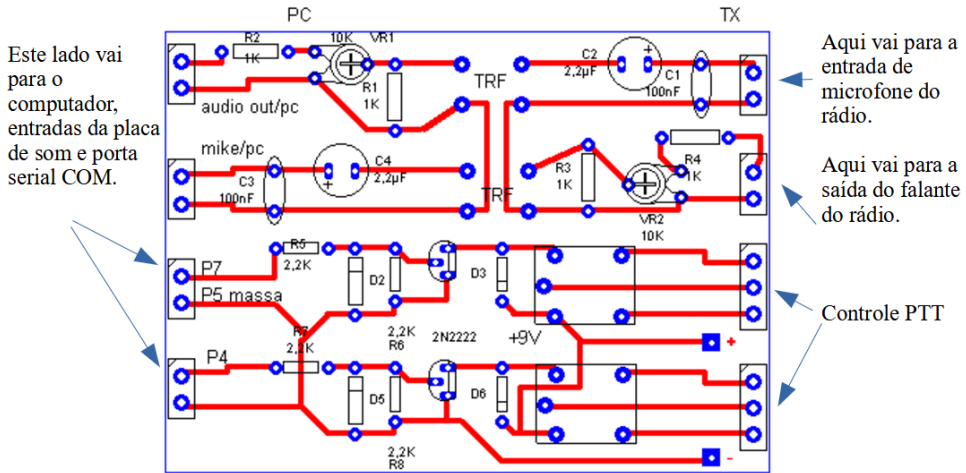 PC
TX
Este lado vai
para o
computador,
entradas da placa
de som e porta
serial COM.
R2
1K
10K
VR1
R1
1K
audio out/pc
TRF
C2
2,2µF
C1
100nF
Aqui vai para a
entrada de
microfone do
rádio.
mike/pc
C3
100nF
C4
2,2µF
TRF
R3
1K
R4
1K
VR2
10K
Aqui vai para a
saída do falante
do rádio.
P7
P5 massa
R5
2,2K
D2
2,2K
R6
2N2222
D3
+9V
+
Controle PTT
P4
R7
2,2K
D5
2,2K
R8
D6
-